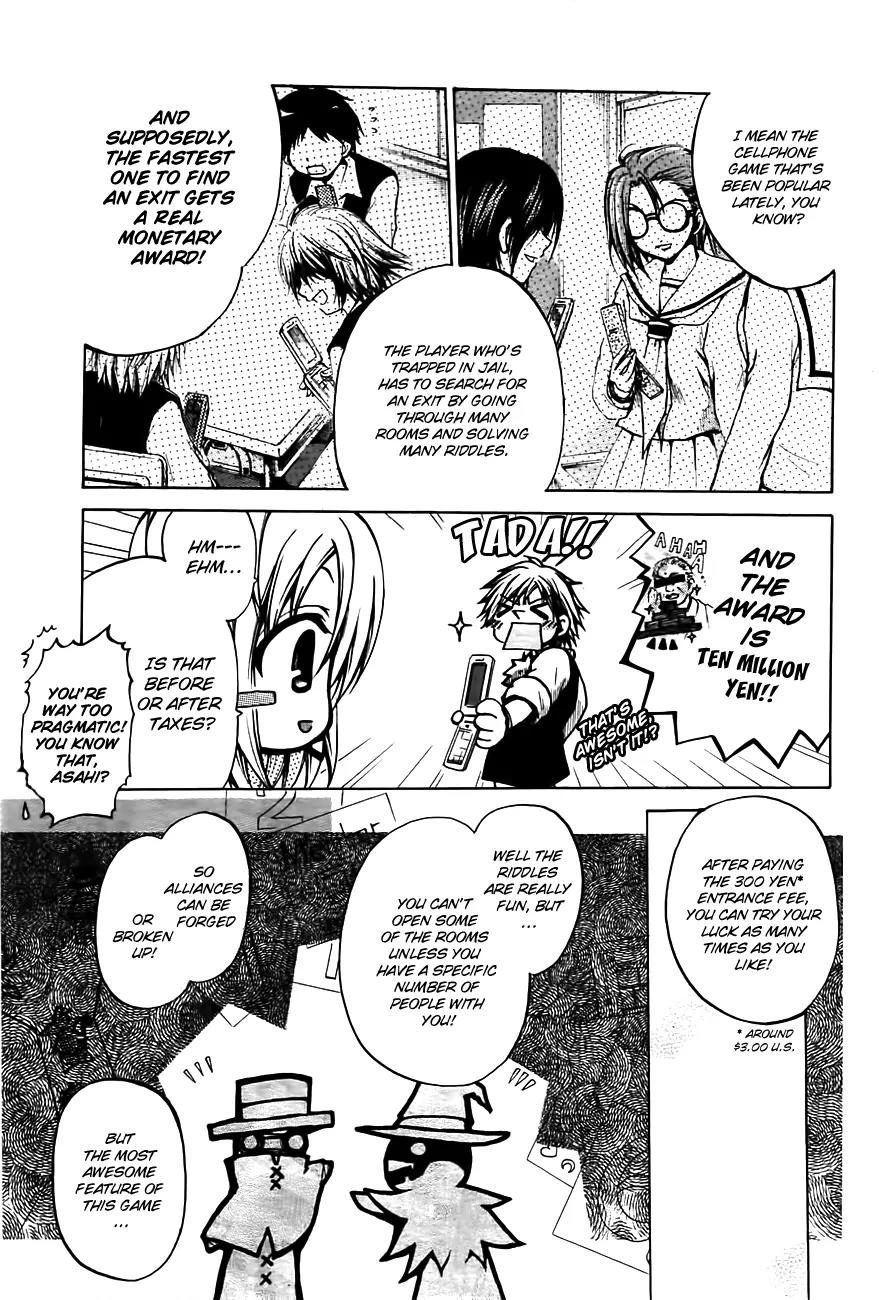 I MEAN THE
CELLPHONE
GAME THAT'S
BEEN POPULAR
LATELY, YOU
KNOW?
THE PLAYER WHO'S
TRAPPED IN JAIL,
HAS TO SEARCH FOR
AN EXIT BY GOING
THROUGH MANY
ROOMS AND SOLVING
MANY RIDDLES.
AND
SUPPOSEDLY,
THE FASTEST
ONE TO FIND
AN EXIT GETS
A REAL
MONETARY
AWARD!
AND
THE
AWARD
IS
TEN MILLION
YEN!!
AHAHA
TADA!!
THAT'S
AWESOME,
ISN'T IT!?
HM---
EHM...
IS THAT
BEFORE
OR AFTER
TAXES?
YOU'RE
WAY TOO
PRAGMATIC!
YOU KNOW
THAT,
ASAHI?
AFTER PAYING
THE 300 YEN*
ENTRANCE FEE,
YOU CAN TRY YOUR
LUCK AS MANY
TIMES AS YOU
LIKE!
* AROUND
$3.00 U.S.
WELL THE
RIDDLES
ARE REALLY
FUN, BUT
...
YOU CAN'T
OPEN SOME
OF THE ROOMS
UNLESS YOU
HAVE A SPECIFIC
NUMBER OF
PEOPLE WITH
YOU!
SO
ALLIANCES
CAN BE
FORGED
OR
BROKEN
UP!
2
BUT
THE MOST
AWESOME
FEATURE OF
THIS GAME
...